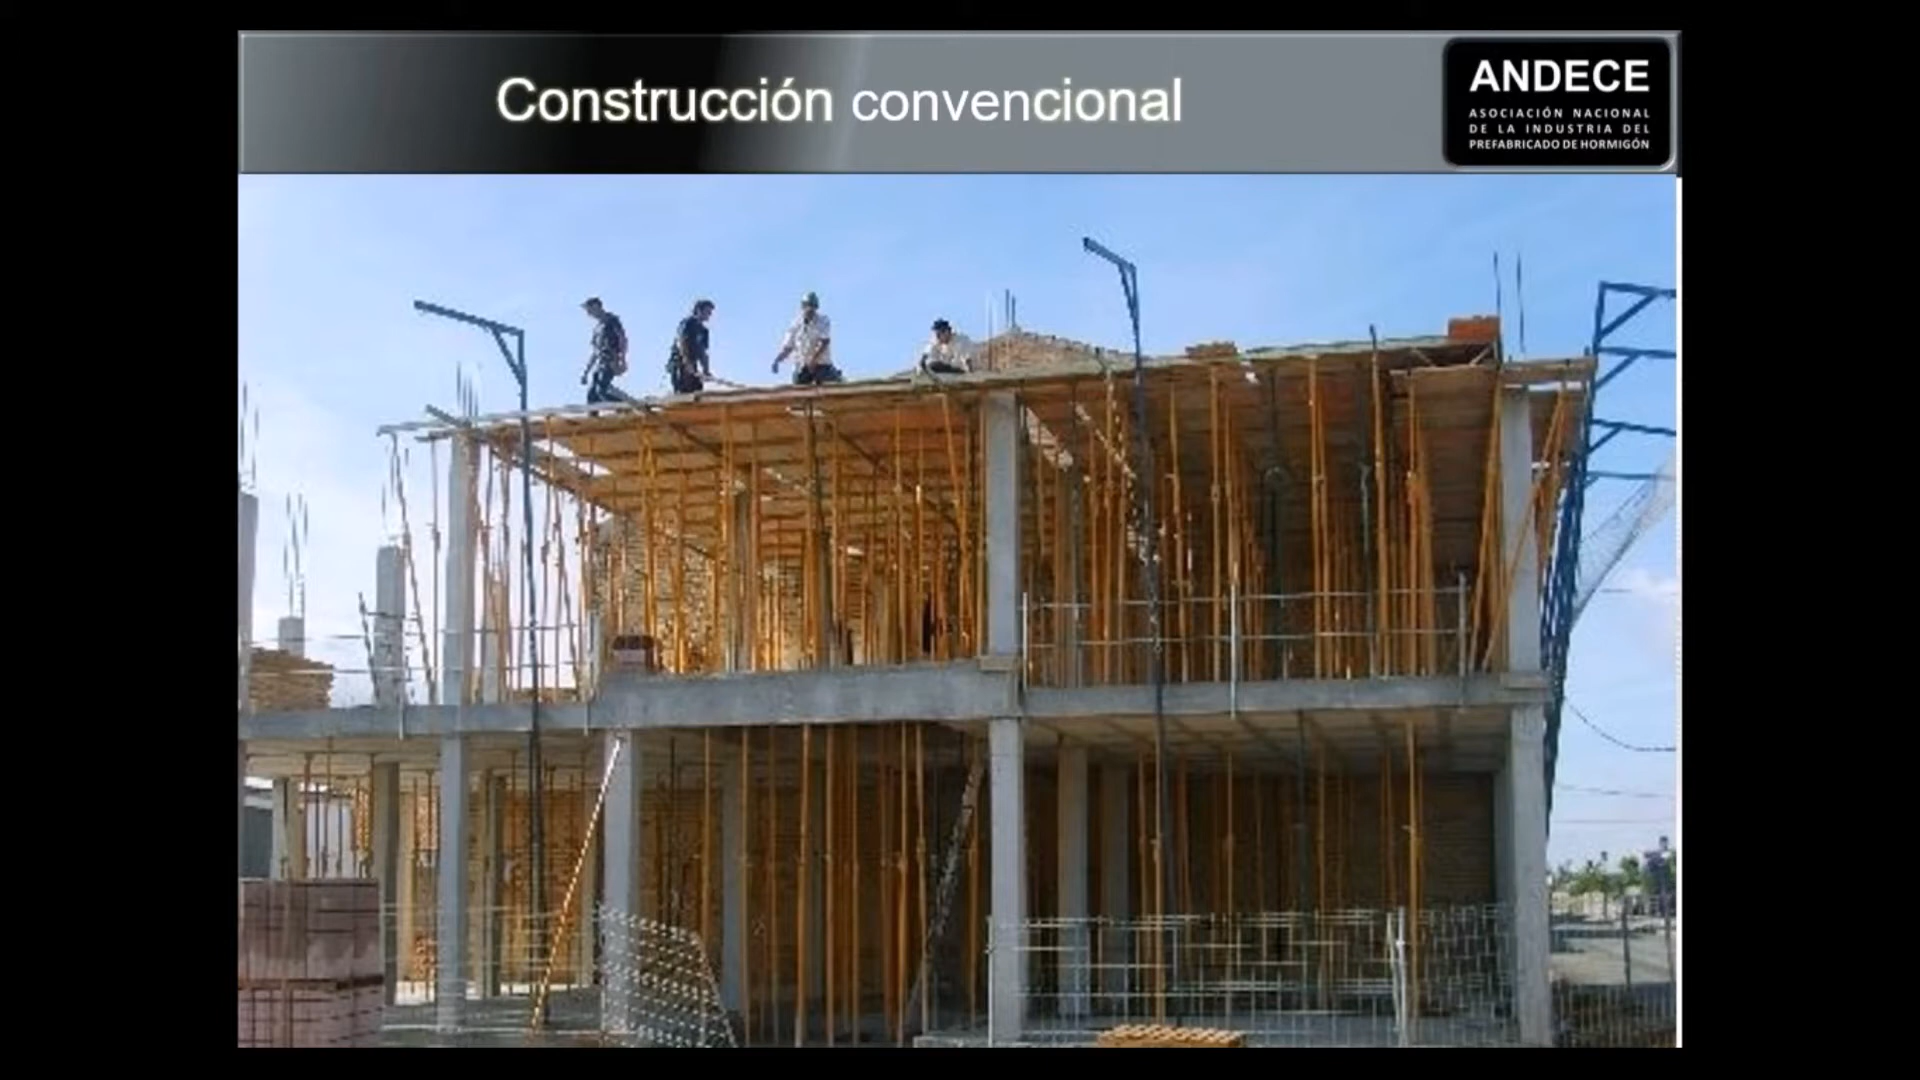 Construcción convencional
ANDECE
ASOCIACIÓN NACIONAL
DE LA INDUSTRIA DEL
PREFABRICADO DE HORMIGÓN